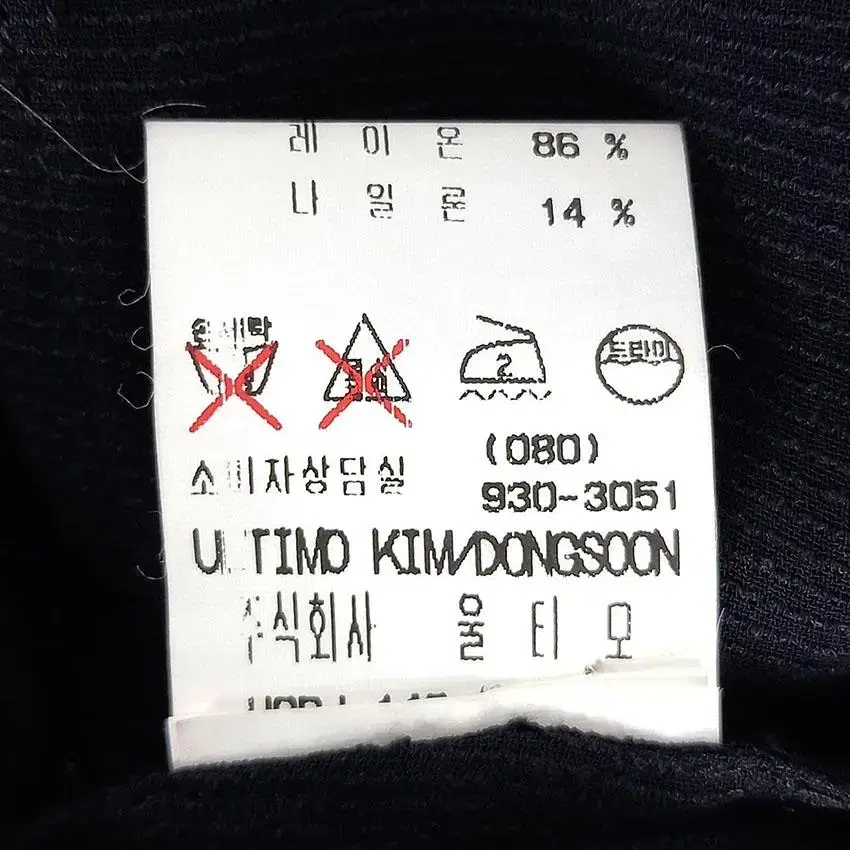 레이온 86 %
나일론 14 %
물세탁
2
드라이
소비자상담실 (080)
930-3051
ULTIMO KIM/DONGSOON
주식회사 울티모